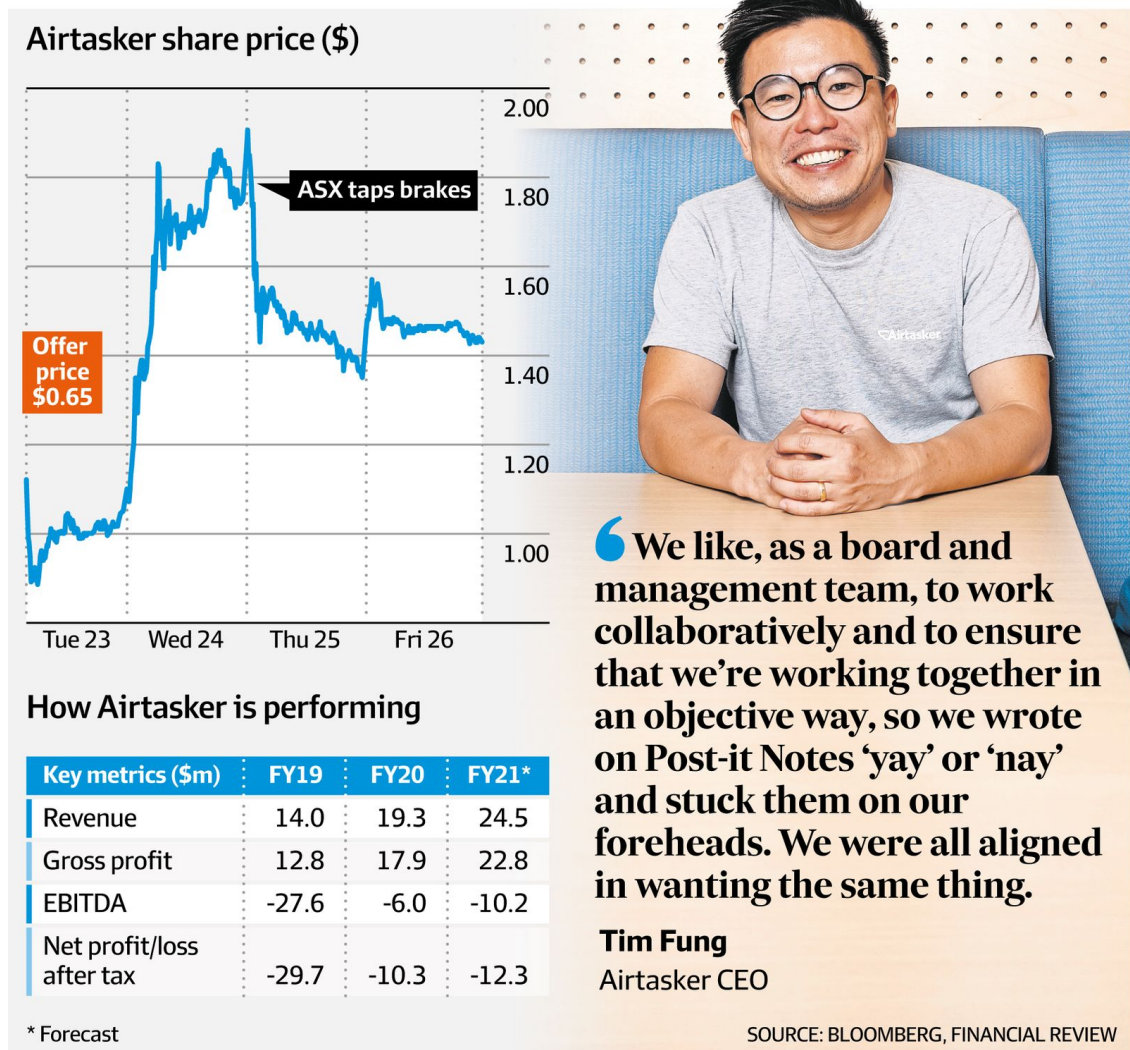 Airtasker share price ($)
2.00
ASX taps brakes
1.80
1.60
Offer
price
$0.65
1.40
1.20
1.00
Tue 23 Wed 24 Thu 25 Fri 26
How Airtasker is performing
Key metrics ($m) FY19 FY20 FY21*
Revenue 14.0 19.3 24.5
Gross profit 12.8 17.9 22.8
EBITDA -27.6 -6.0 -10.2
Net profit/loss
after tax -29.7 -10.3 -12.3
* Forecast
Airtasker
‘We like, as a board and
management team, to work
collaboratively and to ensure
that we’re working together in
an objective way, so we wrote
on Post-it Notes ‘yay’ or ‘nay’
and stuck them on our
foreheads. We were all aligned
in wanting the same thing.
Tim Fung
Airtasker CEO
SOURCE: BLOOMBERG, FINANCIAL REVIEW